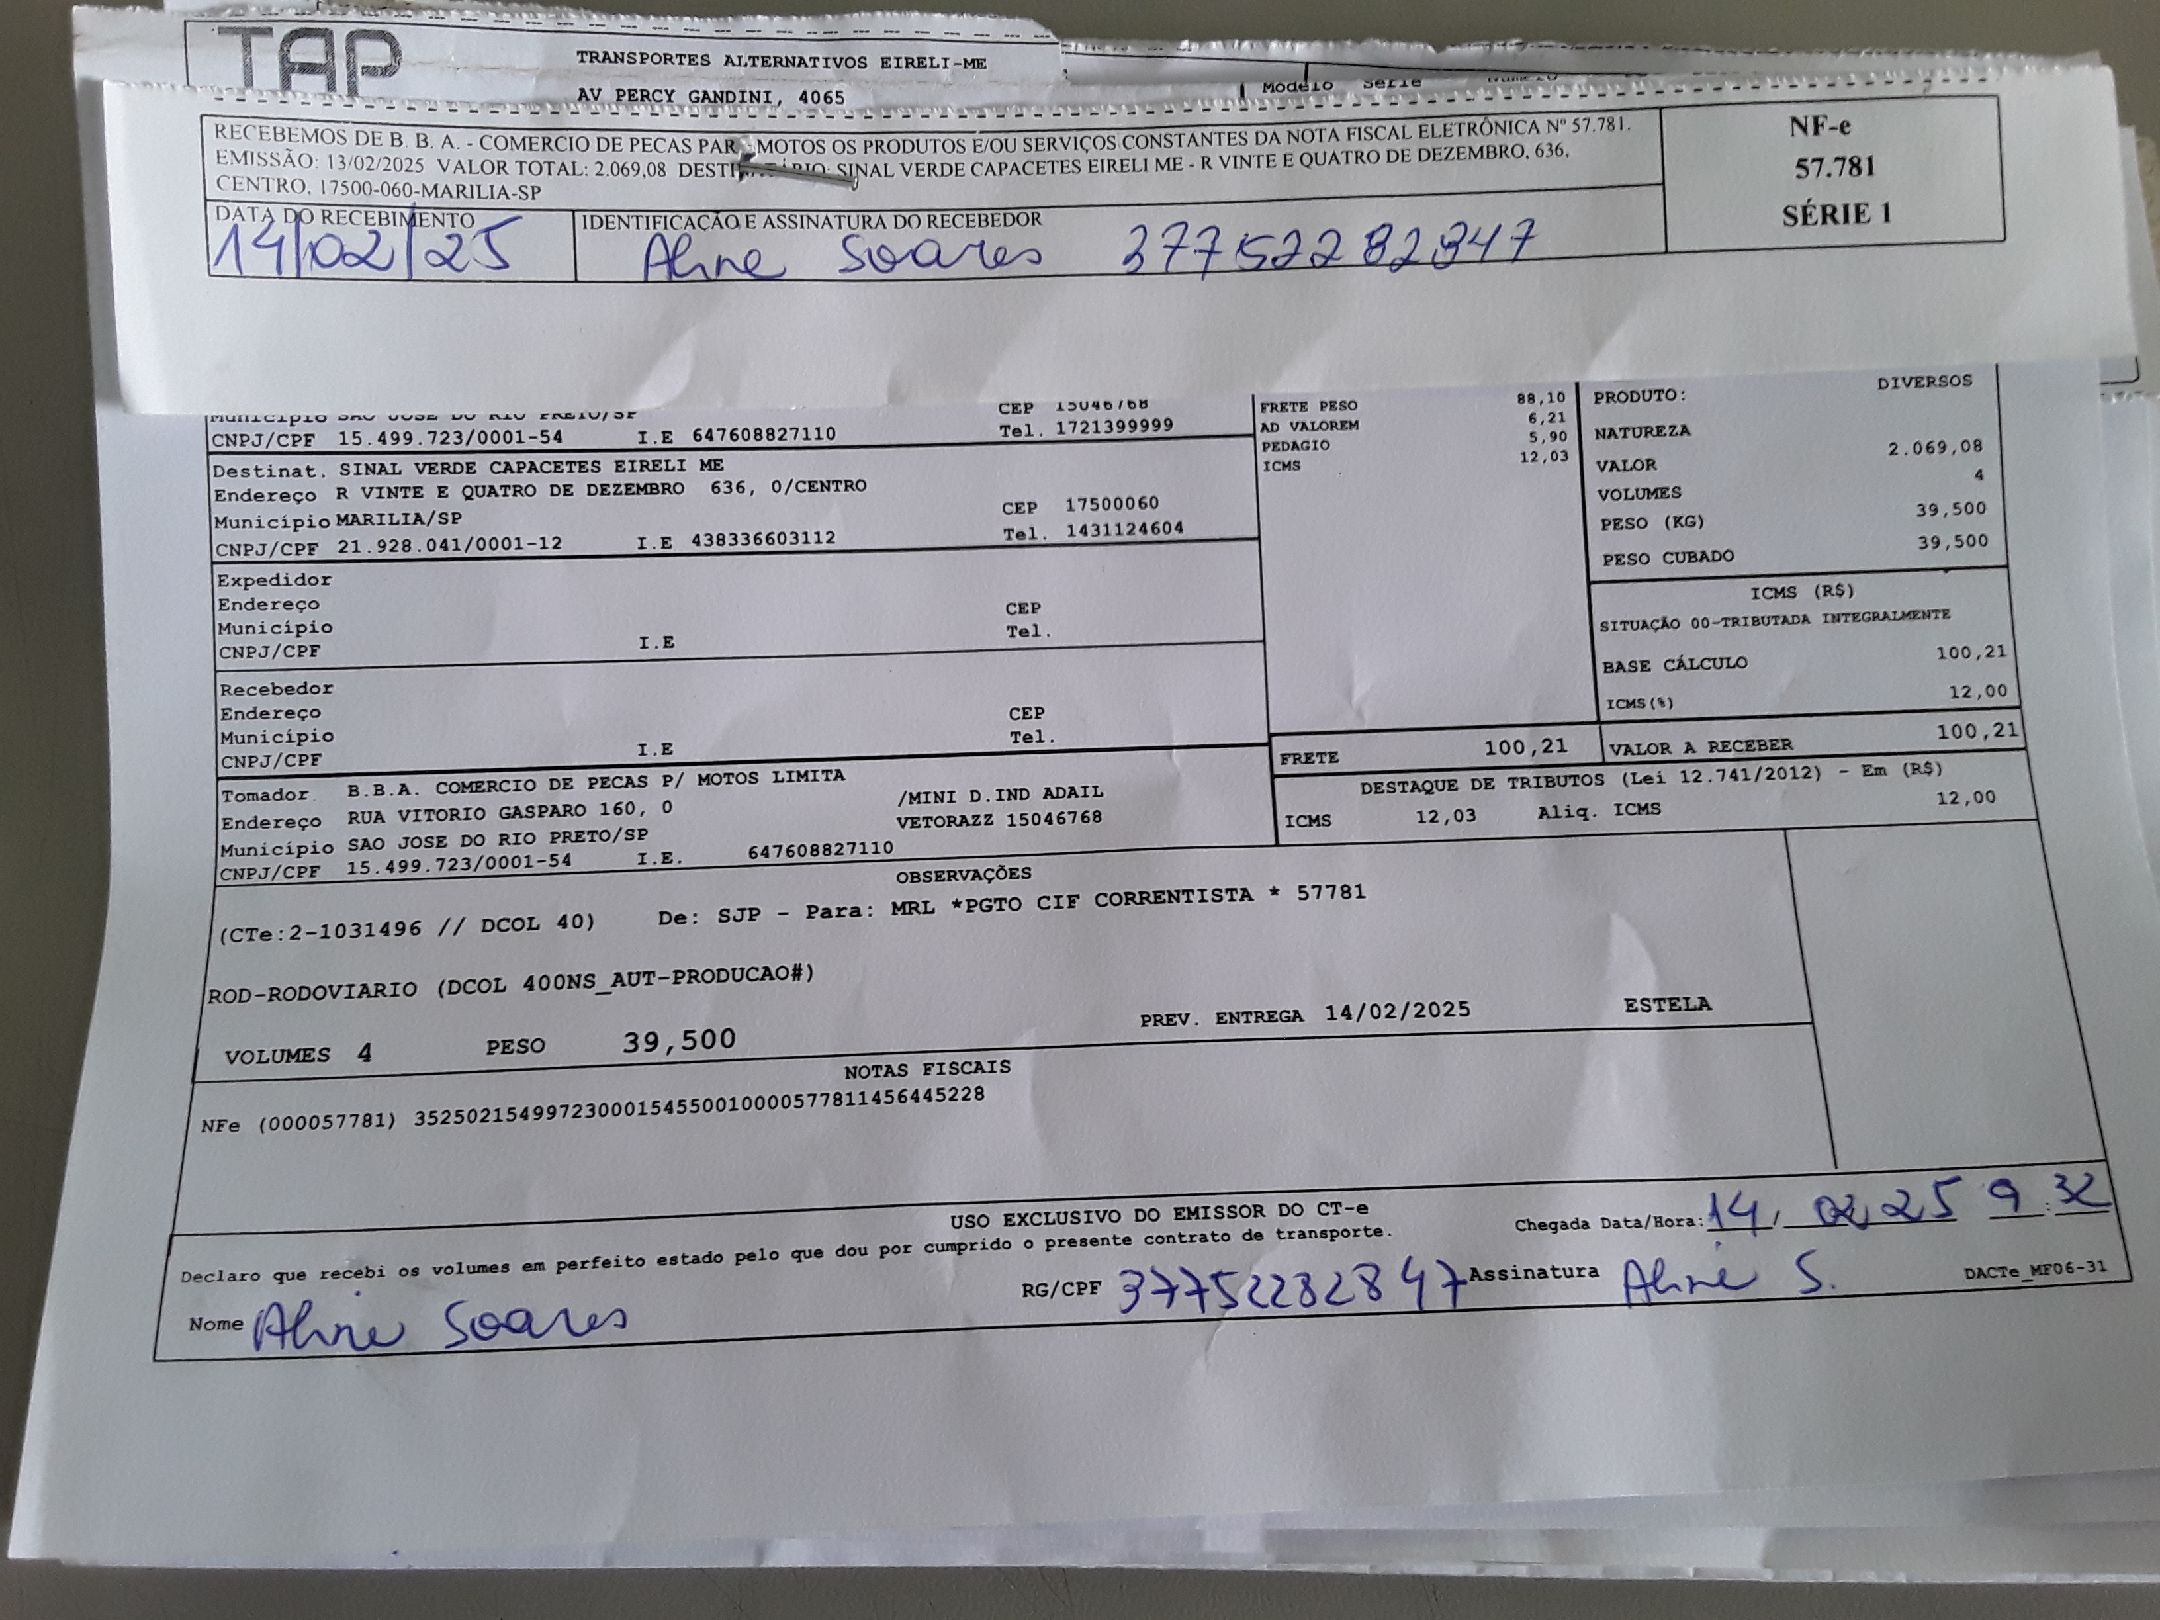 TAP
TRANSPORTES ALTERNATIVOS EIRELI-ME
AV PERCY GANDINI, 4065
Modelo Série
RECEBEMOS DE B. B. A. - COMERCIO DE PECAS PAR MOTOS OS PRODUTOS E/OU SERVIÇOS CONSTANTES DA NOTA FISCAL ELETRÔNICA Nº 57.781.
EMISSÃO: 13/02/2025 VALOR TOTAL: 2.069,08 SINAL VERDE CAPACETES EIRELI ME - R VINTE E QUATRO DE DEZEMBRO, 636,
CENTRO, 17500-060-MARILIA-SP
NF-e
57.781
SÉRIE 1
DATA DO RECEBIMENTO
14/02/25
IDENTIFICAÇÃO E ASSINATURA DO RECEBEDOR
Aline Soares 37752282847
Município SAO JOSE DO RIO PRETO/SP CEP 15046768
CNPJ/CPF 15.499.723/0001-54 I.E 647608827110 Tel. 1721399999
Destinat. SINAL VERDE CAPACETES EIRELI ME
Endereço R VINTE E QUATRO DE DEZEMBRO 636, 0/CENTRO
Município MARILIA/SP CEP 17500060
CNPJ/CPF 21.928.041/0001-12 I.E 438336603112 Tel. 1431124604
Expedidor
Endereço
Município CEP
CNPJ/CPF I.E Tel.
Recebedor
Endereço
Município CEP
CNPJ/CPF I.E Tel.
Tomador B.B.A. COMERCIO DE PECAS P/ MOTOS LIMITA
Endereço RUA VITORIO GASPARO 160, 0 /MINI D.IND ADAIL
Município SAO JOSE DO RIO PRETO/SP VETORAZZ 15046768
CNPJ/CPF 15.499.723/0001-54 I.E. 647608827110
FRETE PESO 88,10
AD VALOREM 6,21
PEDAGIO 5,90
ICMS 12,03
PRODUTO: DIVERSOS
NATUREZA
VALOR 2.069,08
VOLUMES 4
PESO (KG) 39,500
PESO CUBADO 39,500
ICMS (R$)
SITUAÇÃO 00-TRIBUTADA INTEGRALMENTE
BASE CÁLCULO 100,21
ICMS(%) 12,00
FRETE 100,21 VALOR A RECEBER 100,21
DESTAQUE DE TRIBUTOS (Lei 12.741/2012) - Em (R$)
ICMS 12,03 Aliq. ICMS 12,00
OBSERVAÇÕES
(CTe:2-1031496 // DCOL 40) De: SJP - Para: MRL *PGTO CIF CORRENTISTA * 57781
ROD-RODOVIARIO (DCOL 400NS_AUT-PRODUCAO#)
VOLUMES 4 PESO 39,500 PREV. ENTREGA 14/02/2025 ESTELA
NOTAS FISCAIS
NFe (000057781) 35250215499723000154550010000577811456445228
USO EXCLUSIVO DO EMISSOR DO CT-e
Declaro que recebi os volumes em perfeito estado pelo que dou por cumprido o presente contrato de transporte.
Chegada Data/Hora: 14, 02, 25 9:32
Nome Aline Soares RG/CPF 37752282847 Assinatura Aline S.
DACTe_MF06-31